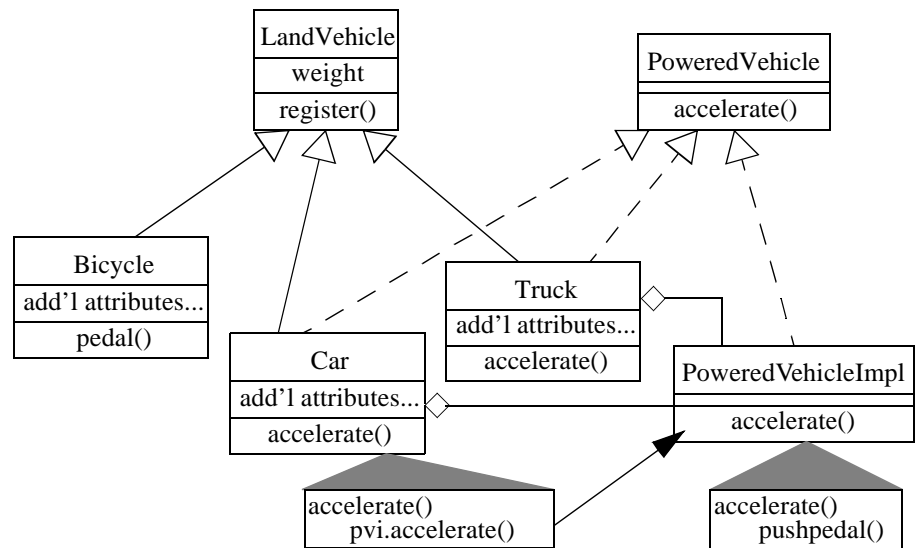 LandVehicle
weight
register()
PoweredVehicle
accelerate()
Bicycle
add'l attributes...
pedal()
Truck
add'l attributes...
accelerate()
Car
add'l attributes...
accelerate()
PoweredVehicleImpl
accelerate()
accelerate()
pvi.accelerate()
accelerate()
pushpedal()